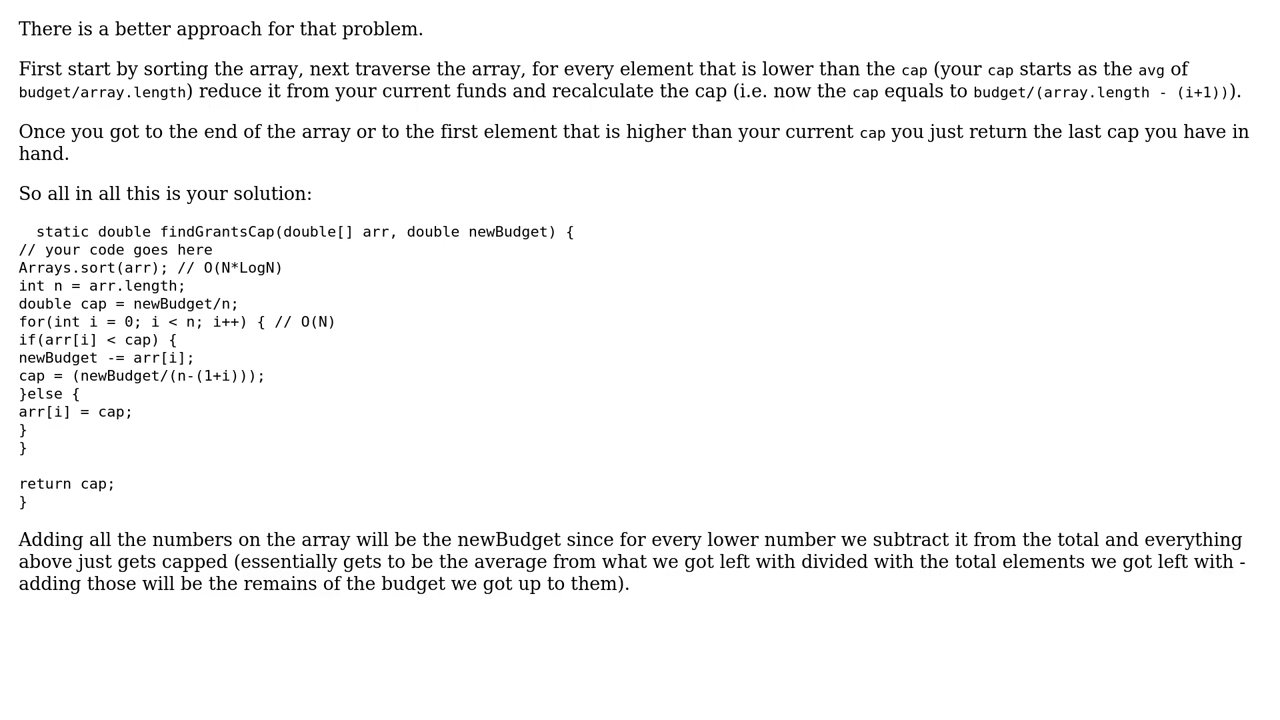 There is a better approach for that problem.
First start by sorting the array, next traverse the array, for every element that is lower than the cap (your cap starts as the avg of
budget/array.length) reduce it from your current funds and recalculate the cap (i.e. now the cap equals to budget/(array.length - (i+1))).
Once you got to the end of the array or to the first element that is higher than your current cap you just return the last cap you have in
hand.
So all in all this is your solution:
  static double findGrantsCap(double[] arr, double newBudget) {
// your code goes here
Arrays.sort(arr); // O(N*LogN)
int n = arr.length;
double cap = newBudget/n;
for(int i = 0; i < n; i++) { // O(N)
if(arr[i] < cap) {
newBudget -= arr[i];
cap = (newBudget/(n-(1+i)));
}else {
arr[i] = cap;
}
}
return cap;
}
Adding all the numbers on the array will be the newBudget since for every lower number we subtract it from the total and everything
above just gets capped (essentially gets to be the average from what we got left with divided with the total elements we got left with -
adding those will be the remains of the budget we got up to them).